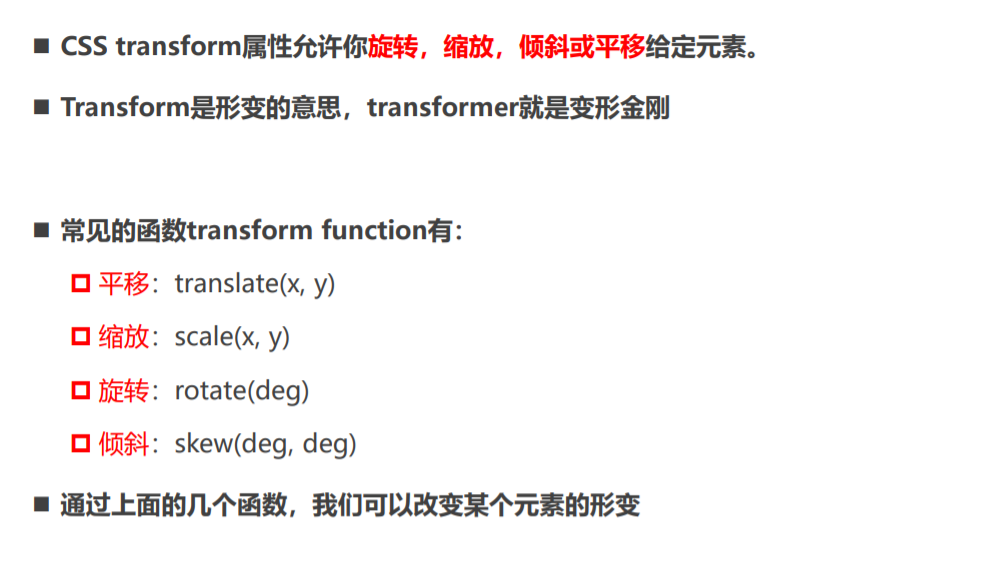 CSS transform属性允许你旋转，缩放，倾斜或平移给定元素。
Transform是形变的意思，transformer就是变形金刚
常见的函数transform function有：
平移：translate(x, y)
缩放：scale(x, y)
旋转：rotate(deg)
倾斜：skew(deg, deg)
通过上面的几个函数，我们可以改变某个元素的形变